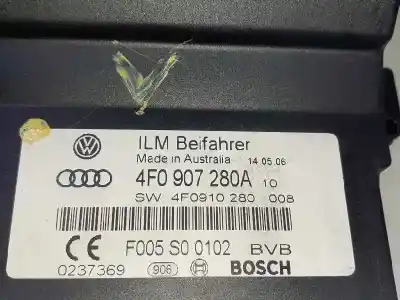 ILM Beifahrer
Made in Australia 14 05.06
4F0 907 280A 10
SW 4F0910 280 008
CE F005 S0 0102 BVB
0237369 906 BOSCH